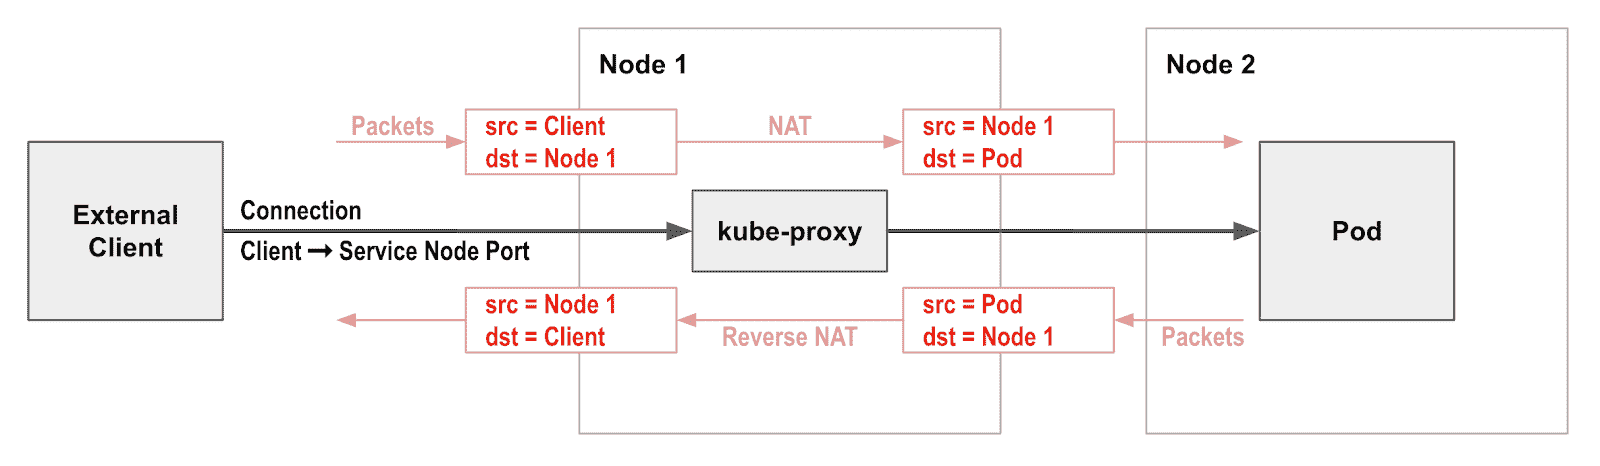 Node 1
Node 2
Packets
src = Client
dst = Node 1
NAT
src = Node 1
dst = Pod
External
Client
Connection
Client → Service Node Port
kube-proxy
Pod
src = Node 1
dst = Client
Reverse NAT
src = Pod
dst = Node 1
Packets